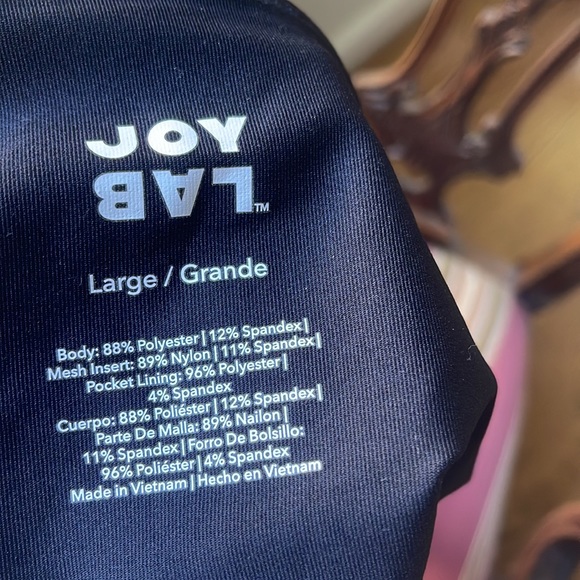 JOY
LAB™
Large / Grande
Body: 88% Polyester | 12% Spandex |
Mesh Insert: 89% Nylon | 11% Spandex |
Pocket Lining: 96% Polyester |
4% Spandex
Cuerpo: 88% Poliéster | 12% Spandex |
Parte De Malla: 89% Nailon |
11% Spandex | Forro De Bolsillo:
96% Poliéster | 4% Spandex
Made in Vietnam | Hecho en Vietnam